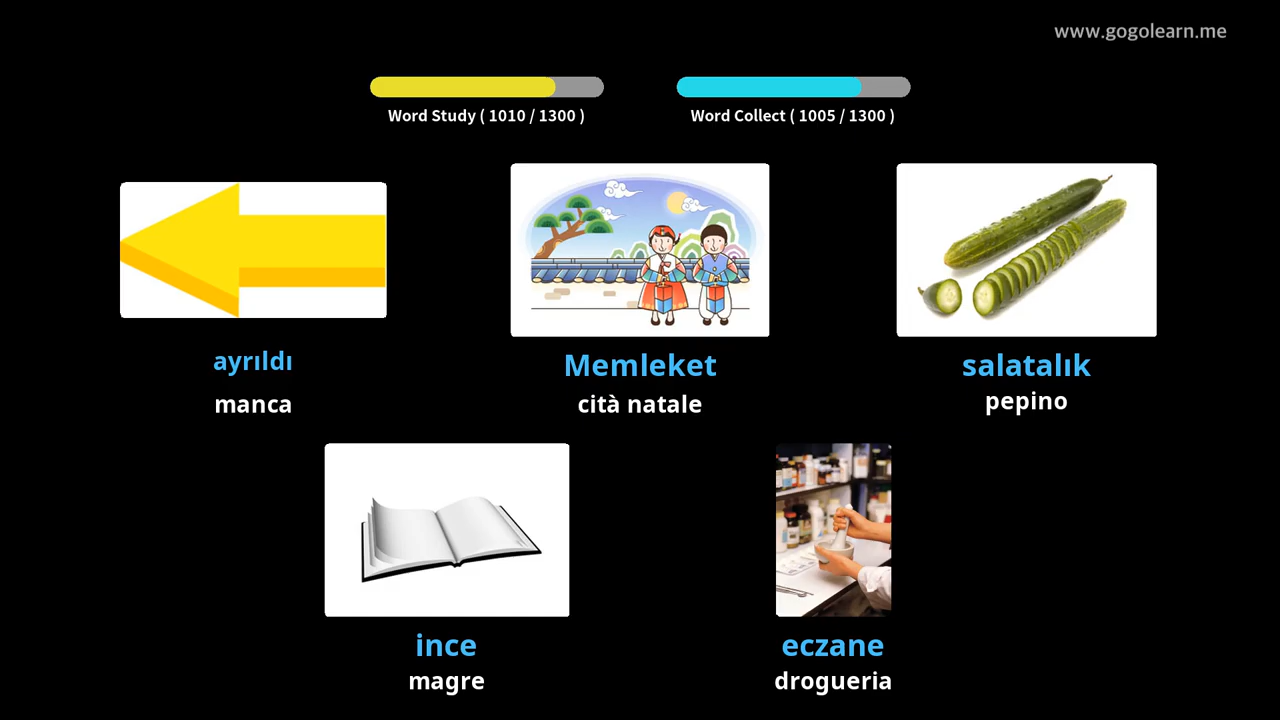 www.gogolearn.me
Word Study ( 1010 / 1300 )
Word Collect ( 1005 / 1300 )
ayrıldı
manca
Memleket
cità natale
salatalık
pepino
ince
magre
eczane
drogueria